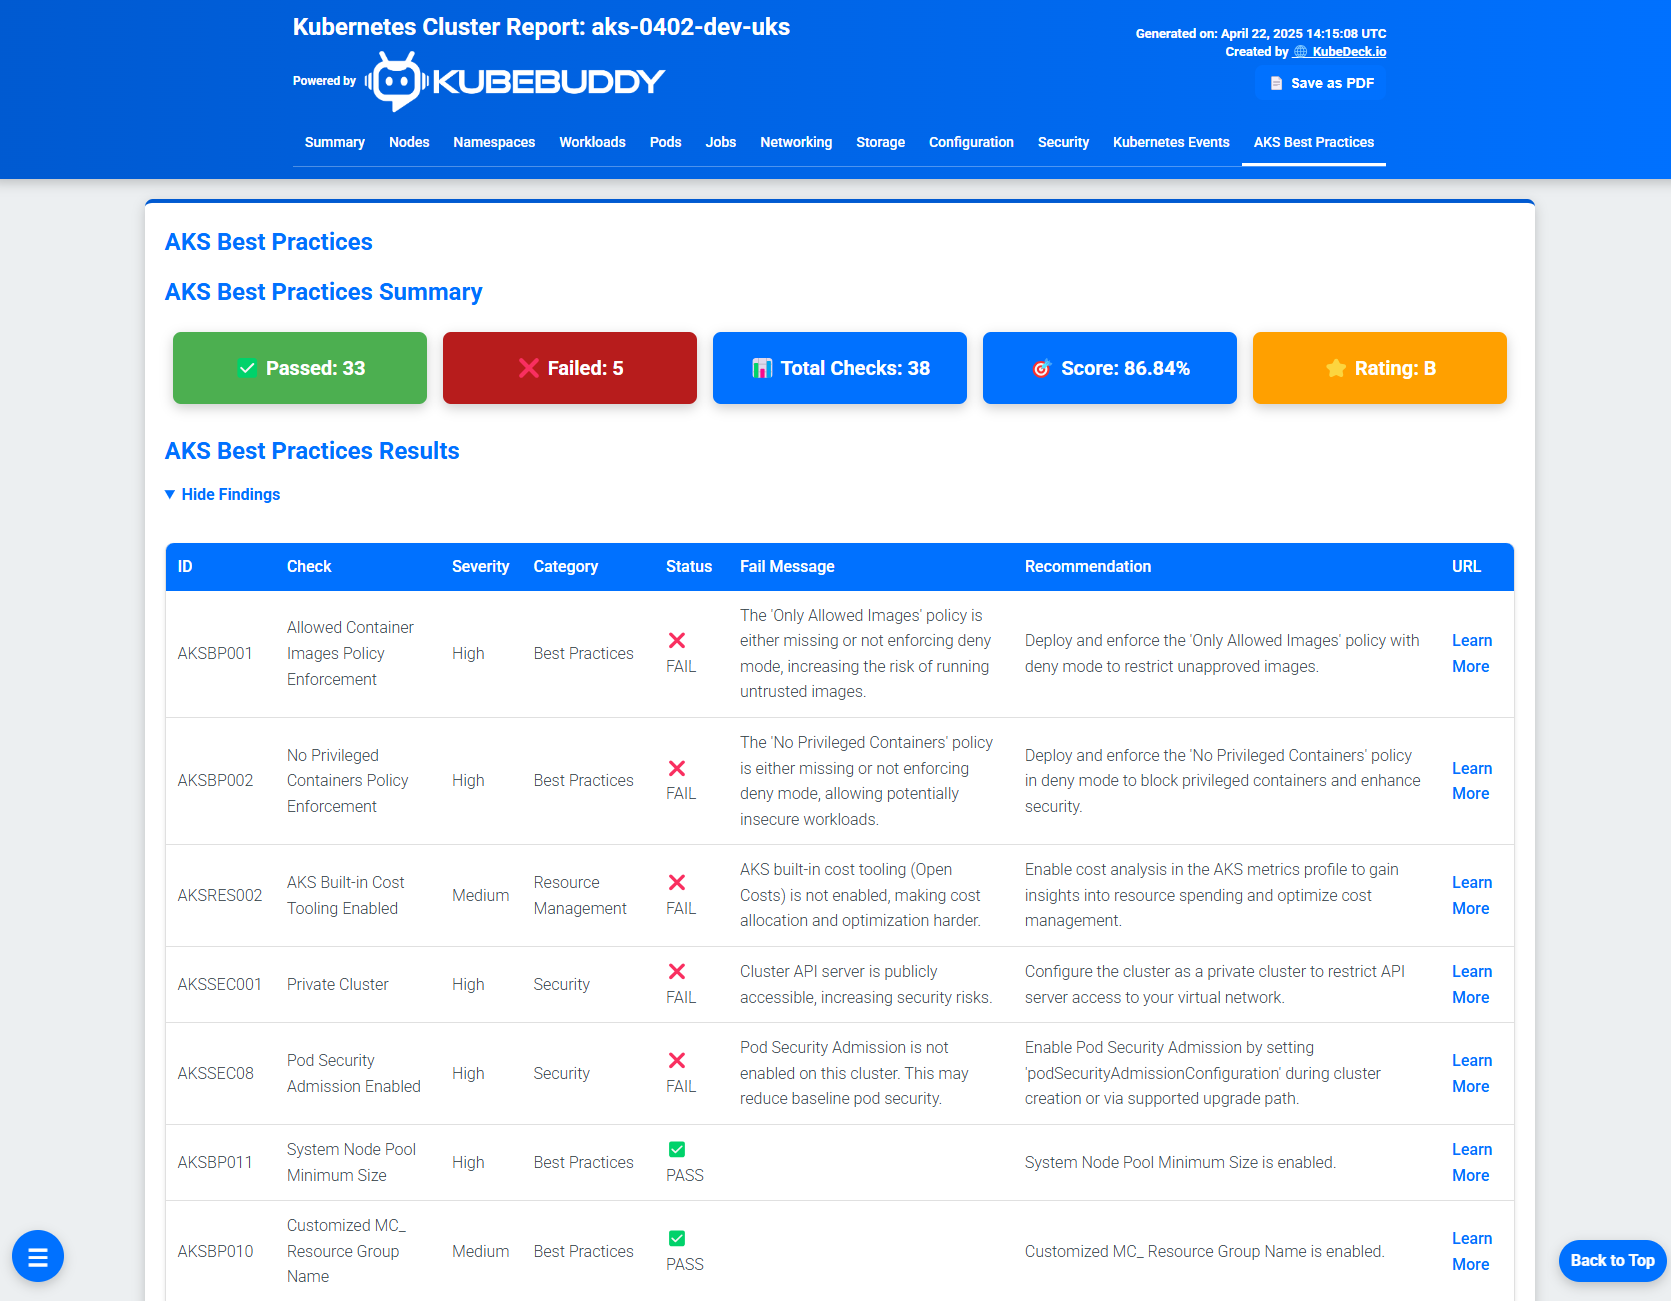 Kubernetes Cluster Report: aks-0402-dev-uks
Powered by KUBEBUDDY
Generated on: April 22, 2025 14:15:08 UTC
Created by KubeDeck.io
Save as PDF
Summary Nodes Namespaces Workloads Pods Jobs Networking Storage Configuration Security Kubernetes Events AKS Best Practices
AKS Best Practices
AKS Best Practices Summary
Passed: 33
Failed: 5
Total Checks: 38
Score: 86.84%
Rating: B
AKS Best Practices Results
▼ Hide Findings
ID Check Severity Category Status Fail Message Recommendation URL
AKSBP001
Allowed Container
Images Policy
Enforcement
High
Best Practices
FAIL
The 'Only Allowed Images' policy is
either missing or not enforcing deny
mode, increasing the risk of running
untrusted images.
Deploy and enforce the 'Only Allowed Images' policy with
deny mode to restrict unapproved images.
Learn
More
AKSBP002
No Privileged
Containers Policy
Enforcement
High
Best Practices
FAIL
The 'No Privileged Containers' policy
is either missing or not enforcing
deny mode, allowing potentially
insecure workloads.
Deploy and enforce the 'No Privileged Containers' policy
in deny mode to block privileged containers and enhance
security.
Learn
More
AKSRES002
AKS Built-in Cost
Tooling Enabled
Medium
Resource
Management
FAIL
AKS built-in cost tooling (Open
Costs) is not enabled, making cost
allocation and optimization harder.
Enable cost analysis in the AKS metrics profile to gain
insights into resource spending and optimize cost
management.
Learn
More
AKSSEC001
Private Cluster
High
Security
FAIL
Cluster API server is publicly
accessible, increasing security risks.
Configure the cluster as a private cluster to restrict API
server access to your virtual network.
Learn
More
AKSSEC08
Pod Security
Admission Enabled
High
Security
FAIL
Pod Security Admission is not
enabled on this cluster. This may
reduce baseline pod security.
Enable Pod Security Admission by setting
'podSecurityAdmissionConfiguration' during cluster
creation or via supported upgrade path.
Learn
More
AKSBP011
System Node Pool
Minimum Size
High
Best Practices
PASS
System Node Pool Minimum Size is enabled.
Learn
More
AKSBP010
Customized MC_
Resource Group
Name
Medium
Best Practices
PASS
Customized MC_ Resource Group Name is enabled.
Learn
More
Back to Top